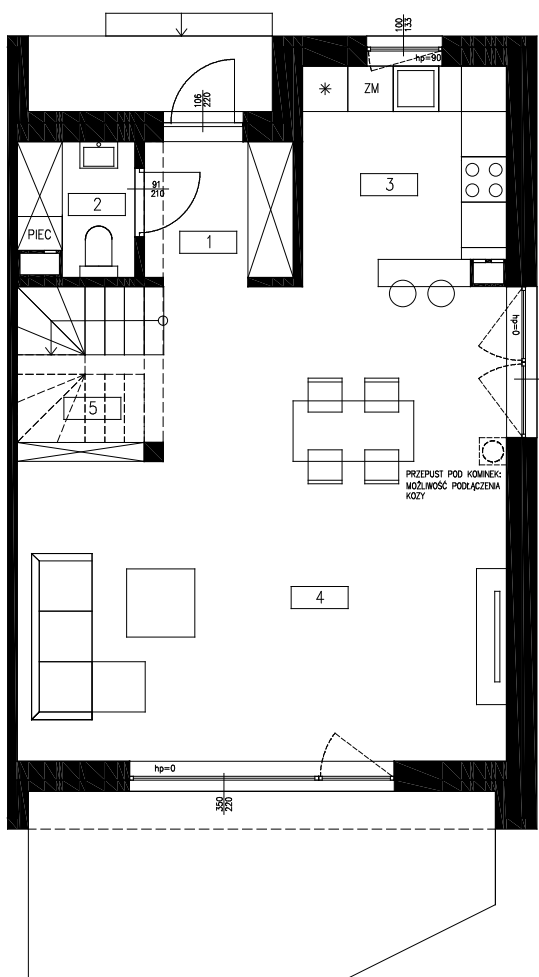 100
133
hp=90
ZM
106
220
3
91
210
2
1
PIEC
hp=0
5
PRZEPUST POD KOMINEK:
MOŻLIWOŚĆ PODŁĄCZENIA
KOZY
4
hp=0
350
220